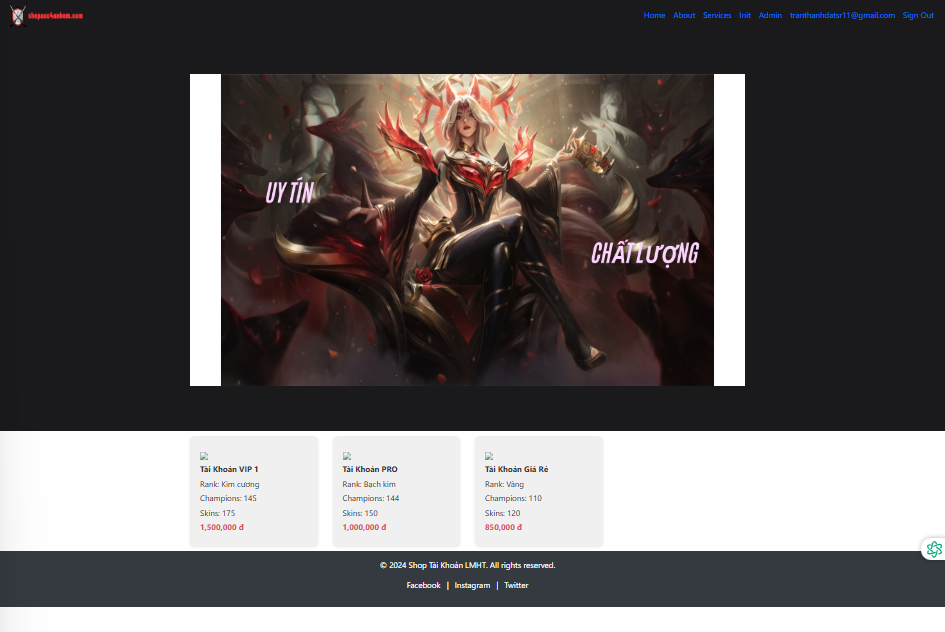 shopacc4anhem.com
Home About Services Init Admin tranthanhdatsr11@gmail.com Sign Out
UY TÍN
CHẤT LƯỢNG
Tài Khoản VIP 1
Rank: Kim cương
Champions: 145
Skins: 175
1,500,000 đ
Tài Khoản PRO
Rank: Bạch kim
Champions: 144
Skins: 150
1,000,000 đ
Tài Khoản Giá Rẻ
Rank: Vàng
Champions: 110
Skins: 120
850,000 đ
© 2024 Shop Tài Khoản LMHT. All rights reserved.
Facebook | Instagram | Twitter